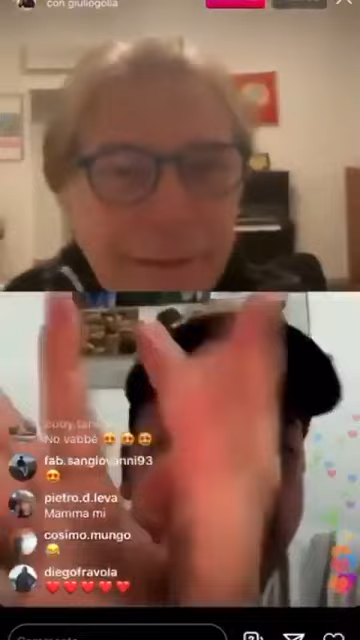 con giuliogolia
No vabbè 😍 😍 😍
fab.sangiovanni93
😍
pietro.d.leva
Mamma mi
cosimo.mungo
😂
diegofravola
❤️❤️❤️❤️❤️